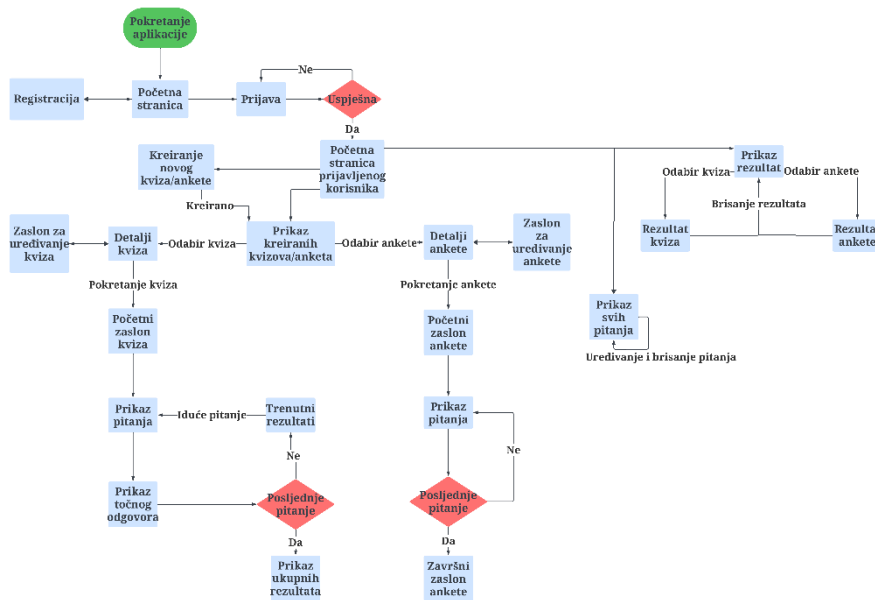 Pokretanje
aplikacije
Ne
Registracija
Početna
stranica
Prijava
Uspješna
Da
Kreiranje
novog
kviza/ankete
Početna
stranica
prijavljenog
korisnika
Prikaz
rezultat
Odabir kviza
Odabir ankete
Kreirano
Brisanje rezultata
Zaslon za
uređivanje
kviza
Detalji
kviza
Odabir kviza
Prikaz
kreiranih
kvizova/anketa
Odabir ankete
Detalji
ankete
Zaslon
za
uređivanje
ankete
Rezultat
kviza
Rezultat
ankete
Pokretanje kviza
Pokretanje ankete
Početni
zaslon
kviza
Početni
zaslon
ankete
Prikaz
svih
pitanja
Uređivanje i brisanje pitanja
Prikaz
pitanja
Iduće pitanje
Trenutni
rezultati
Prikaz
pitanja
Ne
Ne
Prikaz
točnog
odgovora
Posljednje
pitanje
Posljednje
pitanje
Da
Da
Prikaz
ukupnih
rezultata
Završni
zaslon
ankete